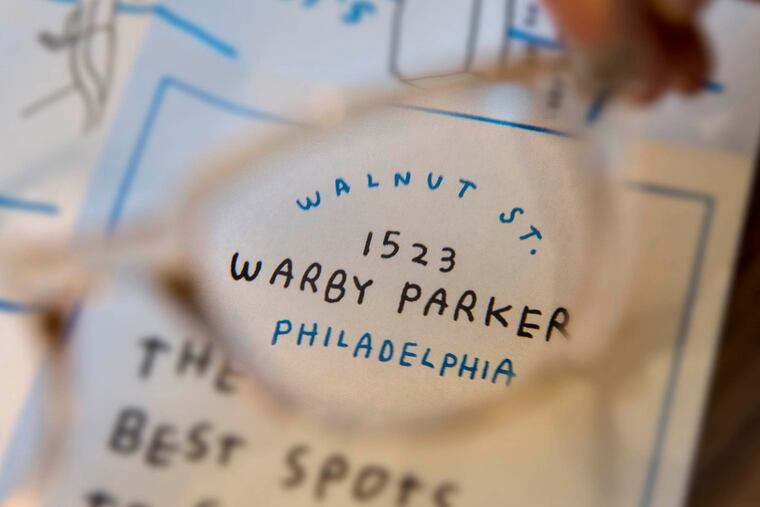 WALNUT ST.
1523
WARBY PARKER
PHILADELPHIA
THE
BEST SPOTS